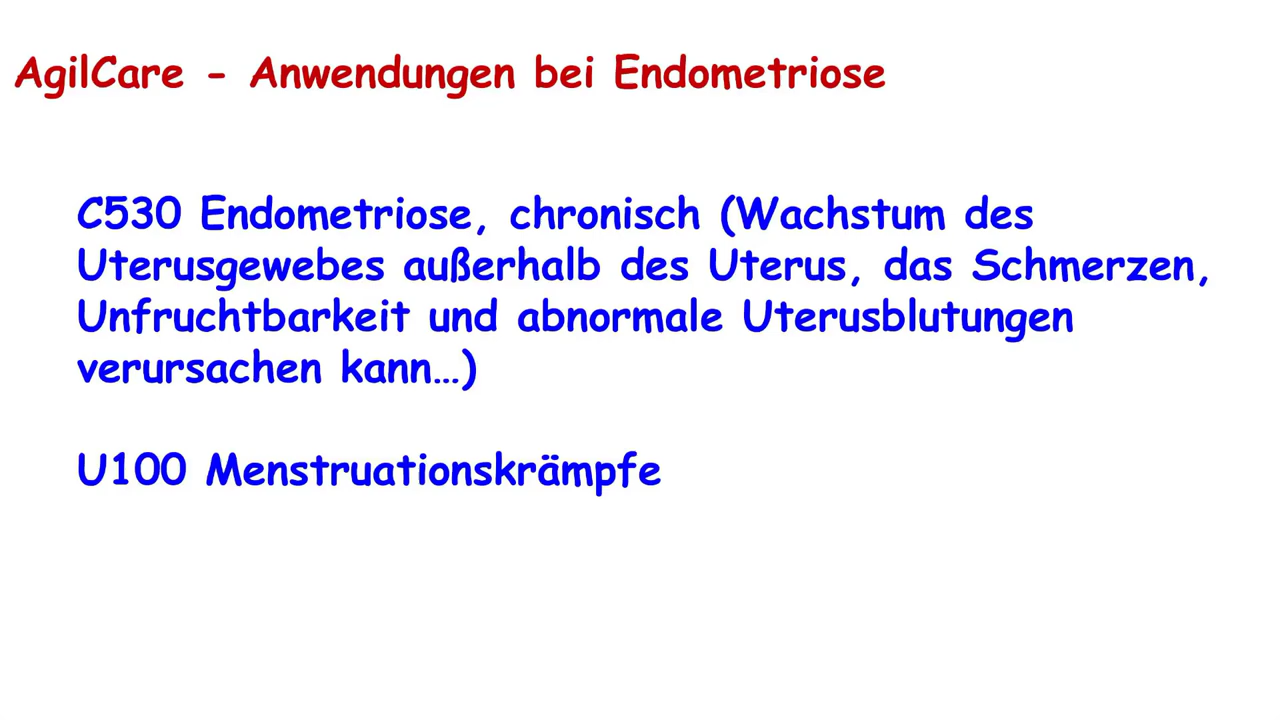 AgilCare - Anwendungen bei Endometriose
C530 Endometriose, chronisch (Wachstum des
Uterusgewebes außerhalb des Uterus, das Schmerzen,
Unfruchtbarkeit und abnormale Uterusblutungen
verursachen kann…)
U100 Menstruationskrämpfe